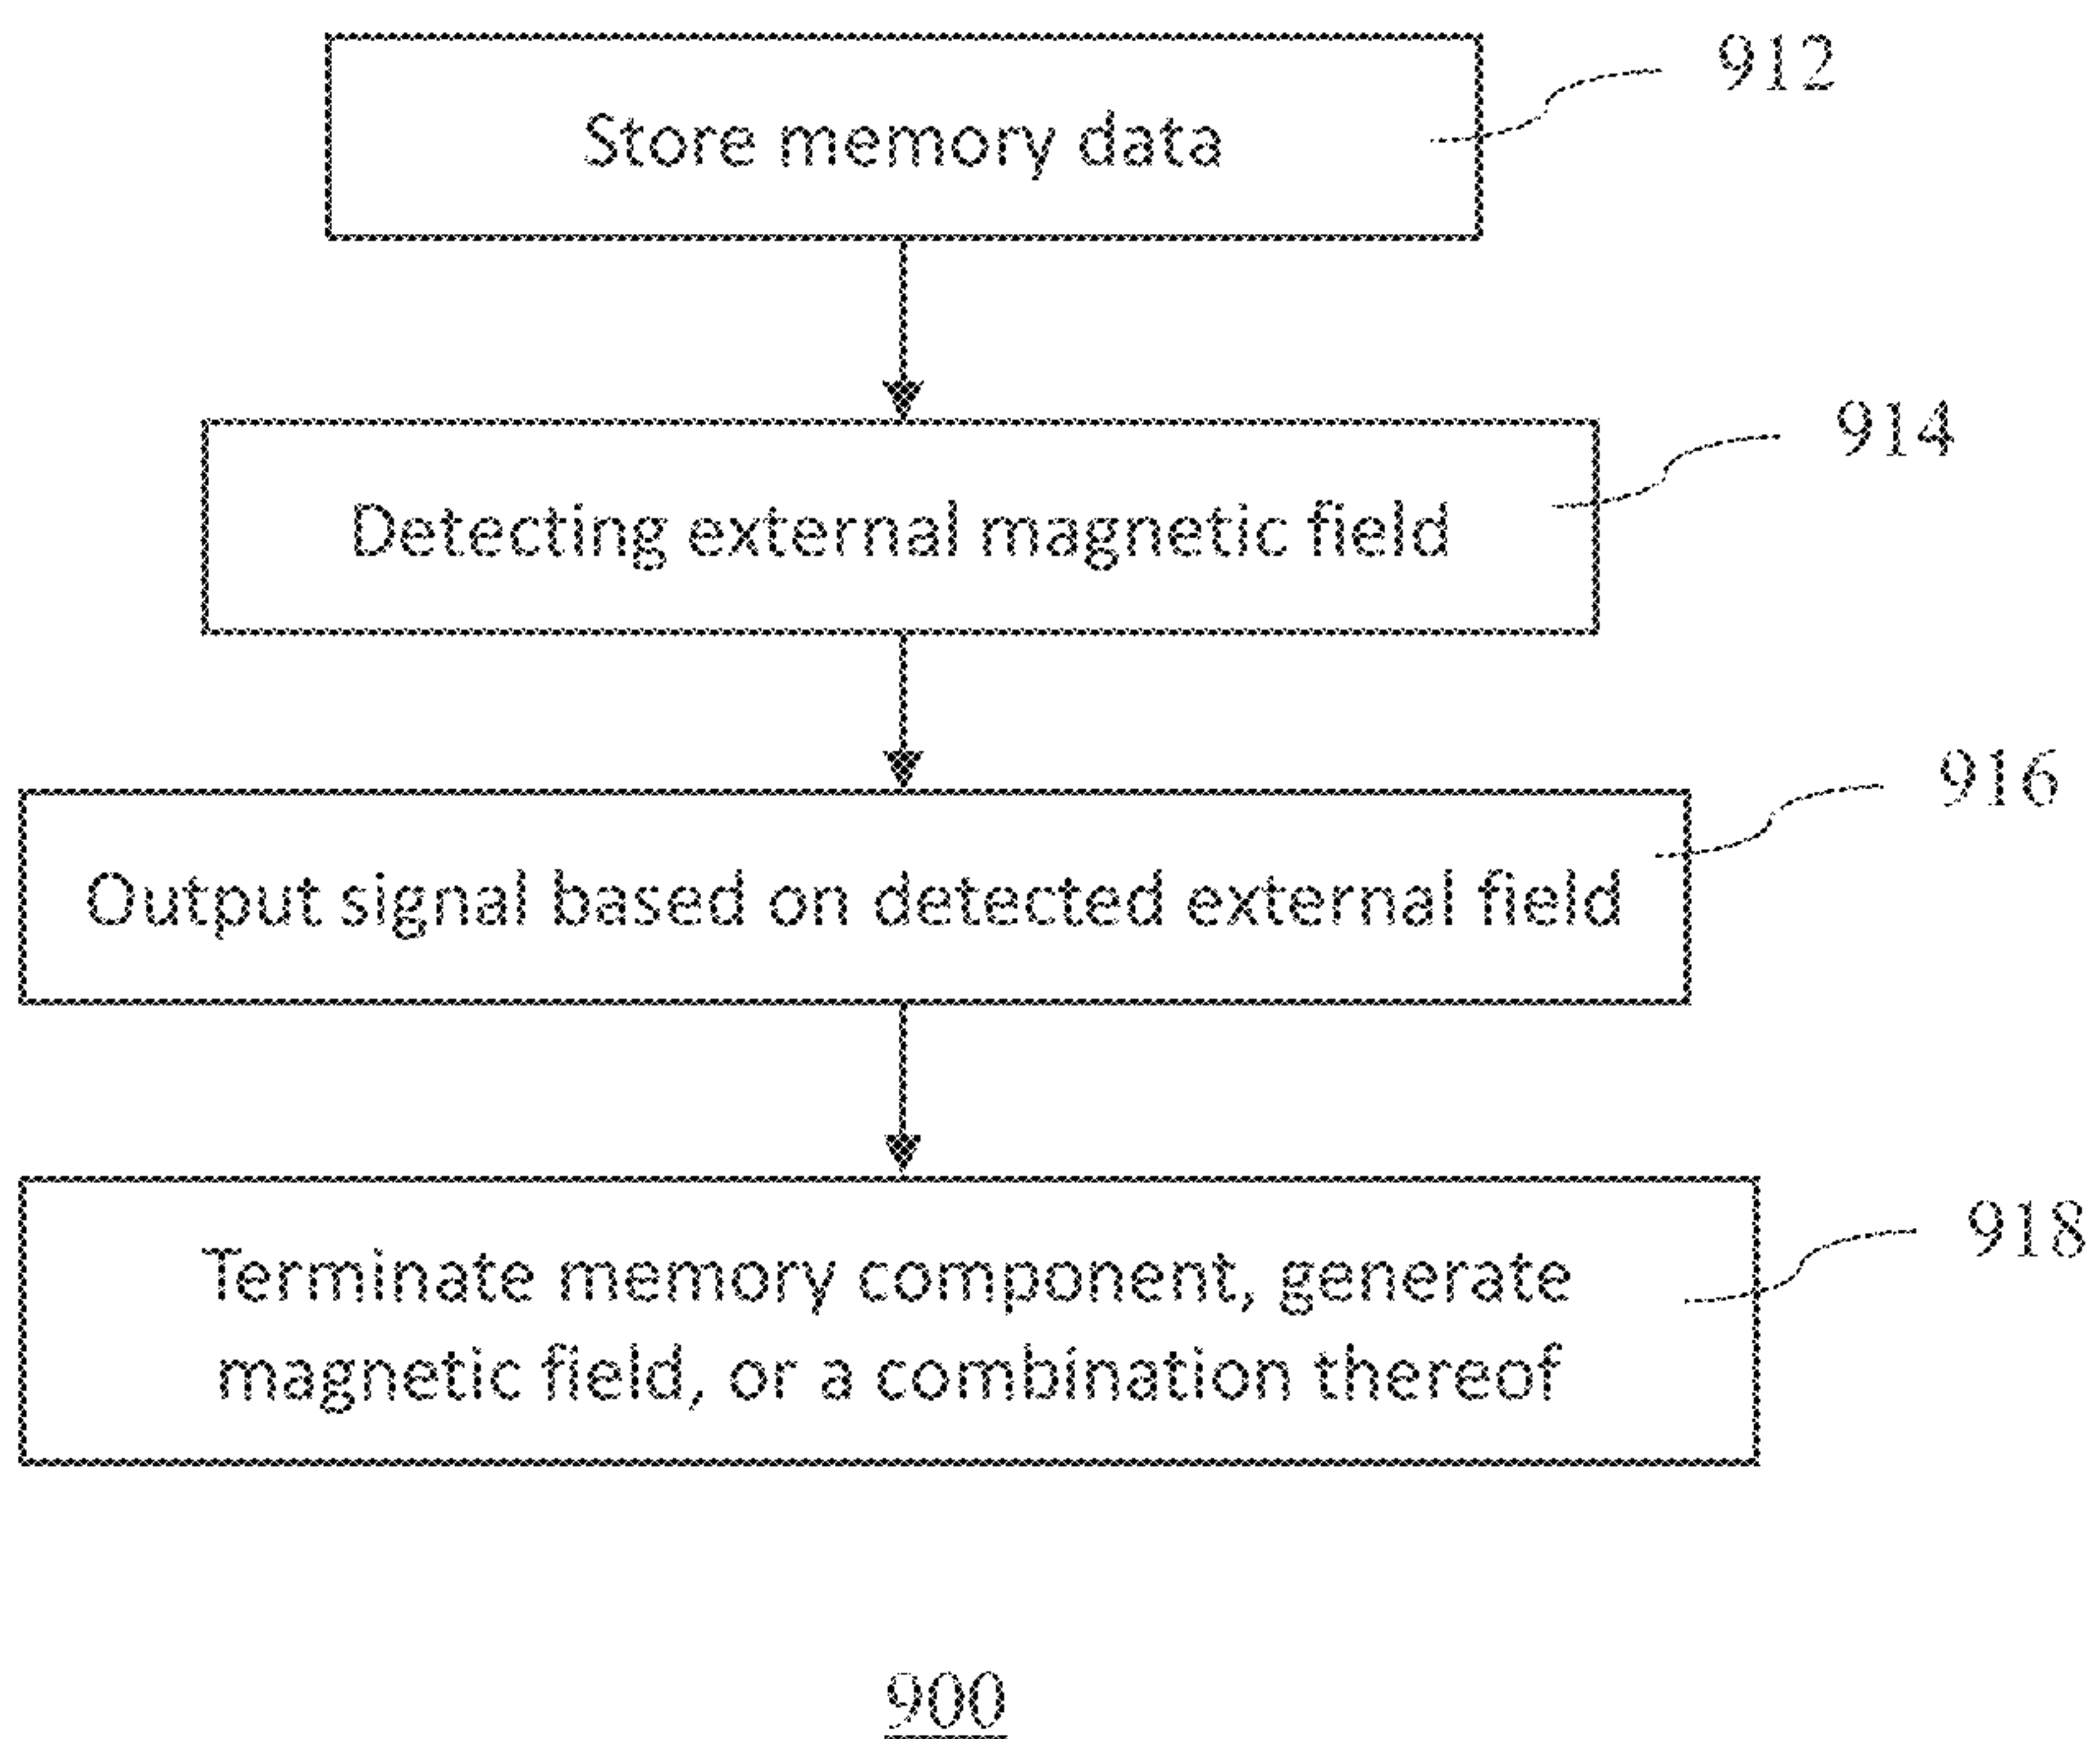 912
Store memory data
914
Detecting external magnetic field
916
Output signal based on detected external field
918
Terminate memory component, generate
magnetic field, or a combination thereof
900